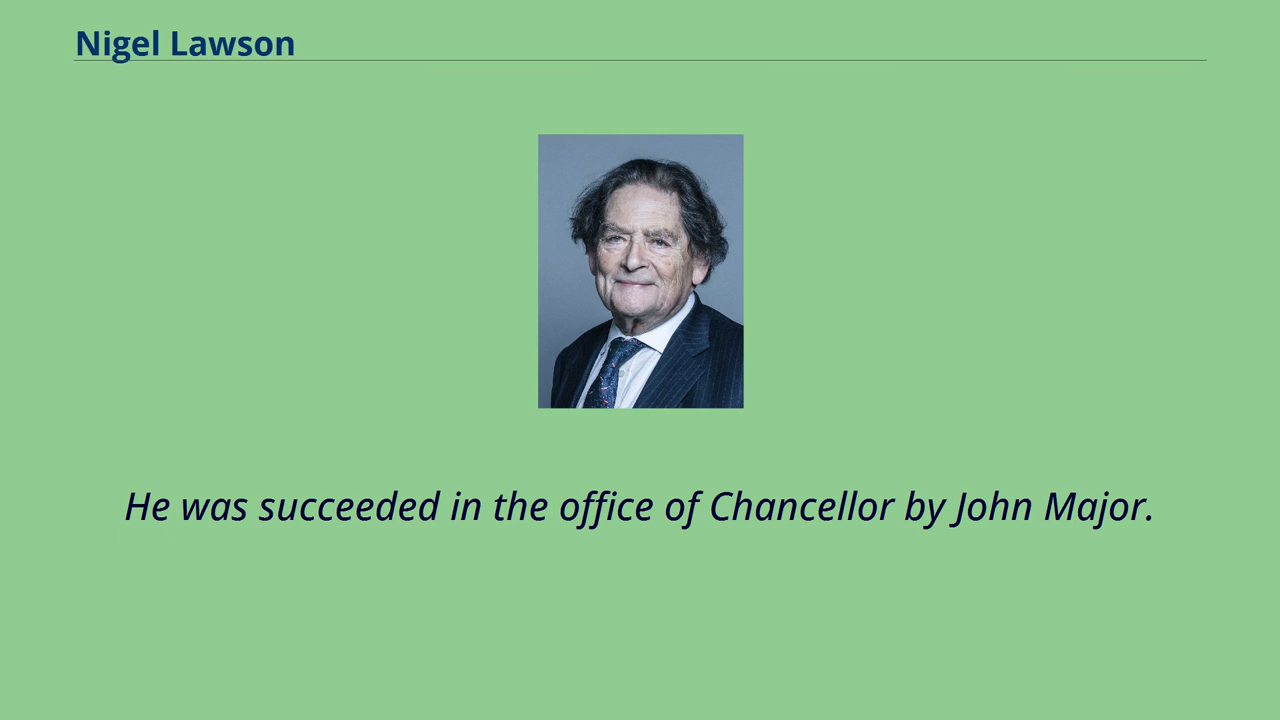 Nigel Lawson
He was succeeded in the office of Chancellor by John Major.